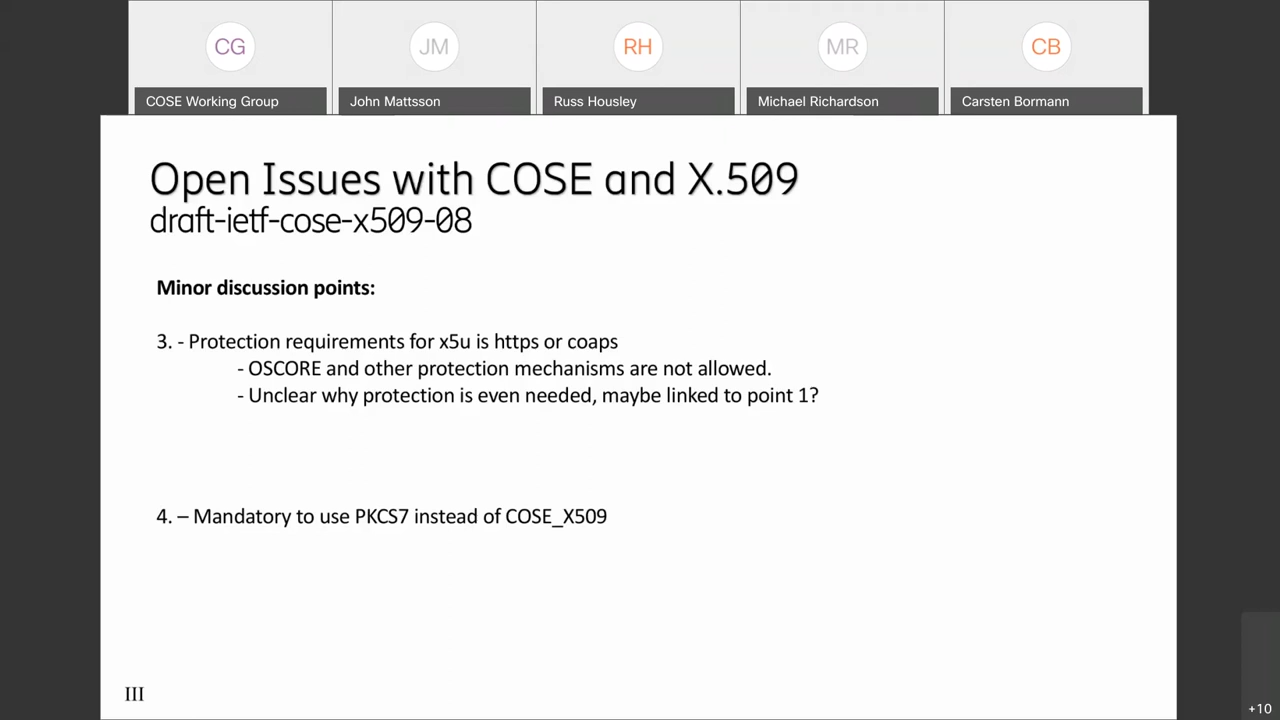 CG
JM
RH
MR
CB
COSE Working Group
John Mattsson
Russ Housley
Michael Richardson
Carsten Bormann
Open Issues with COSE and X.509
draft-ietf-cose-x509-08
Minor discussion points:
3. - Protection requirements for x5u is https or coaps
- OSCORE and other protection mechanisms are not allowed.
- Unclear why protection is even needed, maybe linked to point 1?
4. – Mandatory to use PKCS7 instead of COSE_X509
III
+10